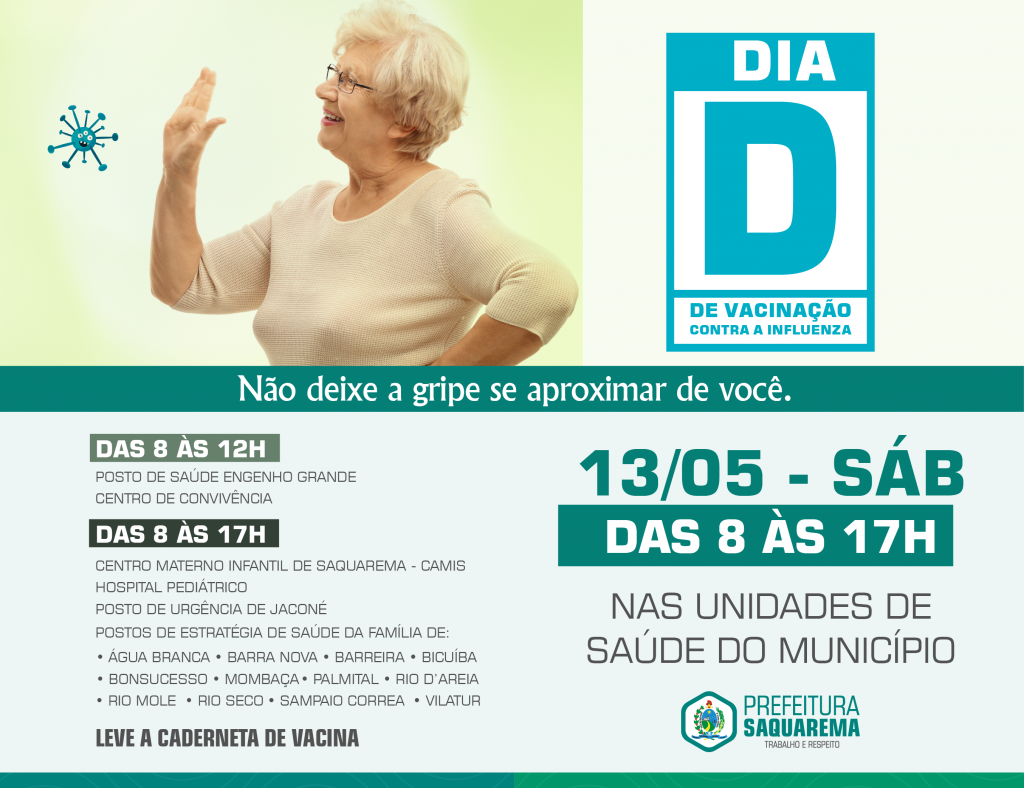 DIA
D
DE VACINAÇÃO
CONTRA A INFLUENZA
Não deixe a gripe se aproximar de você.
DAS 8 ÀS 12H
POSTO DE SAÚDE ENGENHO GRANDE
CENTRO DE CONVIVÊNCIA
DAS 8 ÀS 17H
CENTRO MATERNO INFANTIL DE SAQUAREMA - CAMIS
HOSPITAL PEDIÁTRICO
POSTO DE URGÊNCIA DE JACONÉ
POSTOS DE ESTRATÉGIA DE SAÚDE DA FAMÍLIA DE:
• ÁGUA BRANCA • BARRA NOVA • BARREIRA • BICUÍBA
• BONSUCESSO • MOMBAÇA • PALMITAL • RIO D'AREIA
• RIO MOLE • RIO SECO • SAMPAIO CORREA • VILATUR
LEVE A CADERNETA DE VACINA
13/05 - SÁB
DAS 8 ÀS 17H
NAS UNIDADES DE
SAÚDE DO MUNICÍPIO
PREFEITURA
SAQUAREMA
TRABALHO E RESPEITO